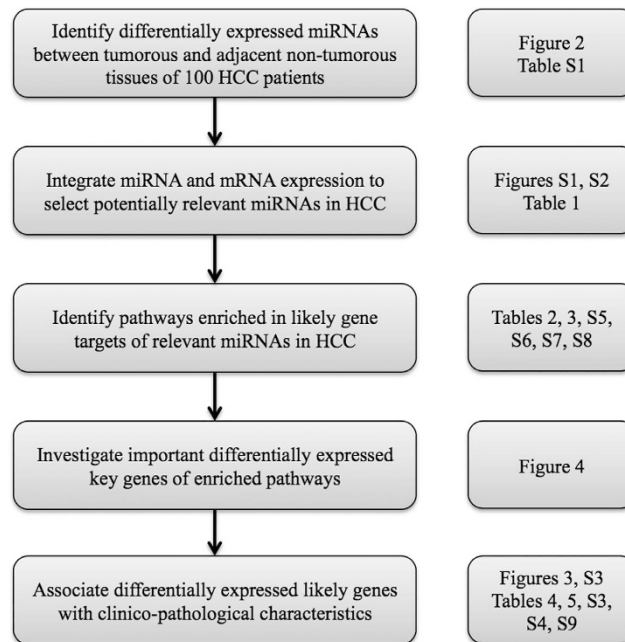 Identify differentially expressed miRNAs
between tumorous and adjacent non-tumorous
tissues of 100 HCC patients
Figure 2
Table S1
Integrate miRNA and mRNA expression to
select potentially relevant miRNAs in HCC
Figures S1, S2
Table 1
Identify pathways enriched in likely gene
targets of relevant miRNAs in HCC
Tables 2, 3, S5,
S6, S7, S8
Investigate important differentially expressed
key genes of enriched pathways
Figure 4
Associate differentially expressed likely genes
with clinico-pathological characteristics
Figures 3, S3
Tables 4, 5, S3,
S4, S9